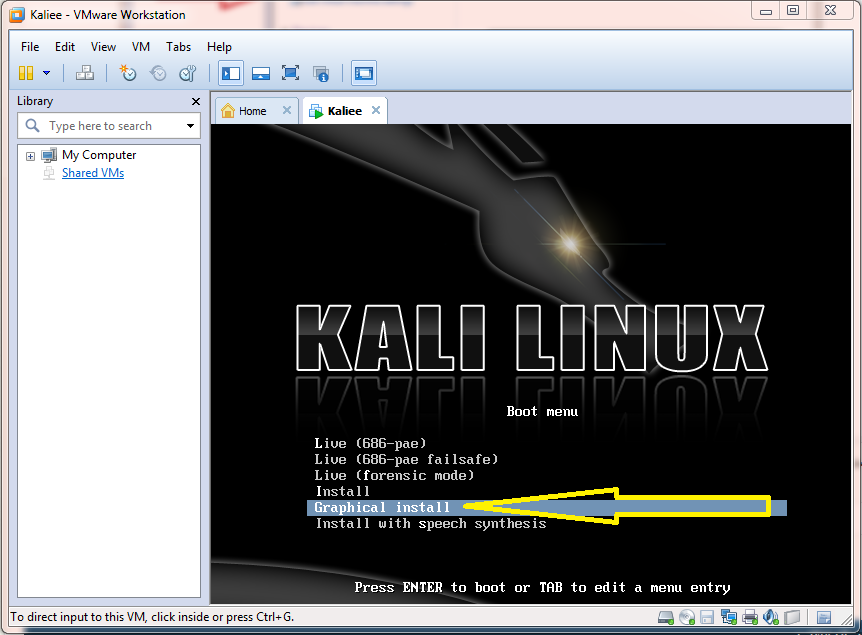 Kaliee - VMware Workstation
File Edit View VM Tabs Help
Library
Type here to search
My Computer
Shared VMs
Home
Kaliee
KALI LINUX
Boot menu
Live (686-pae)
Live (686-pae failsafe)
Live (forensic mode)
Install
Graphical install
Install with speech synthesis
Press ENTER to boot or TAB to edit a menu entry
To direct input to this VM, click inside or press Ctrl+G.